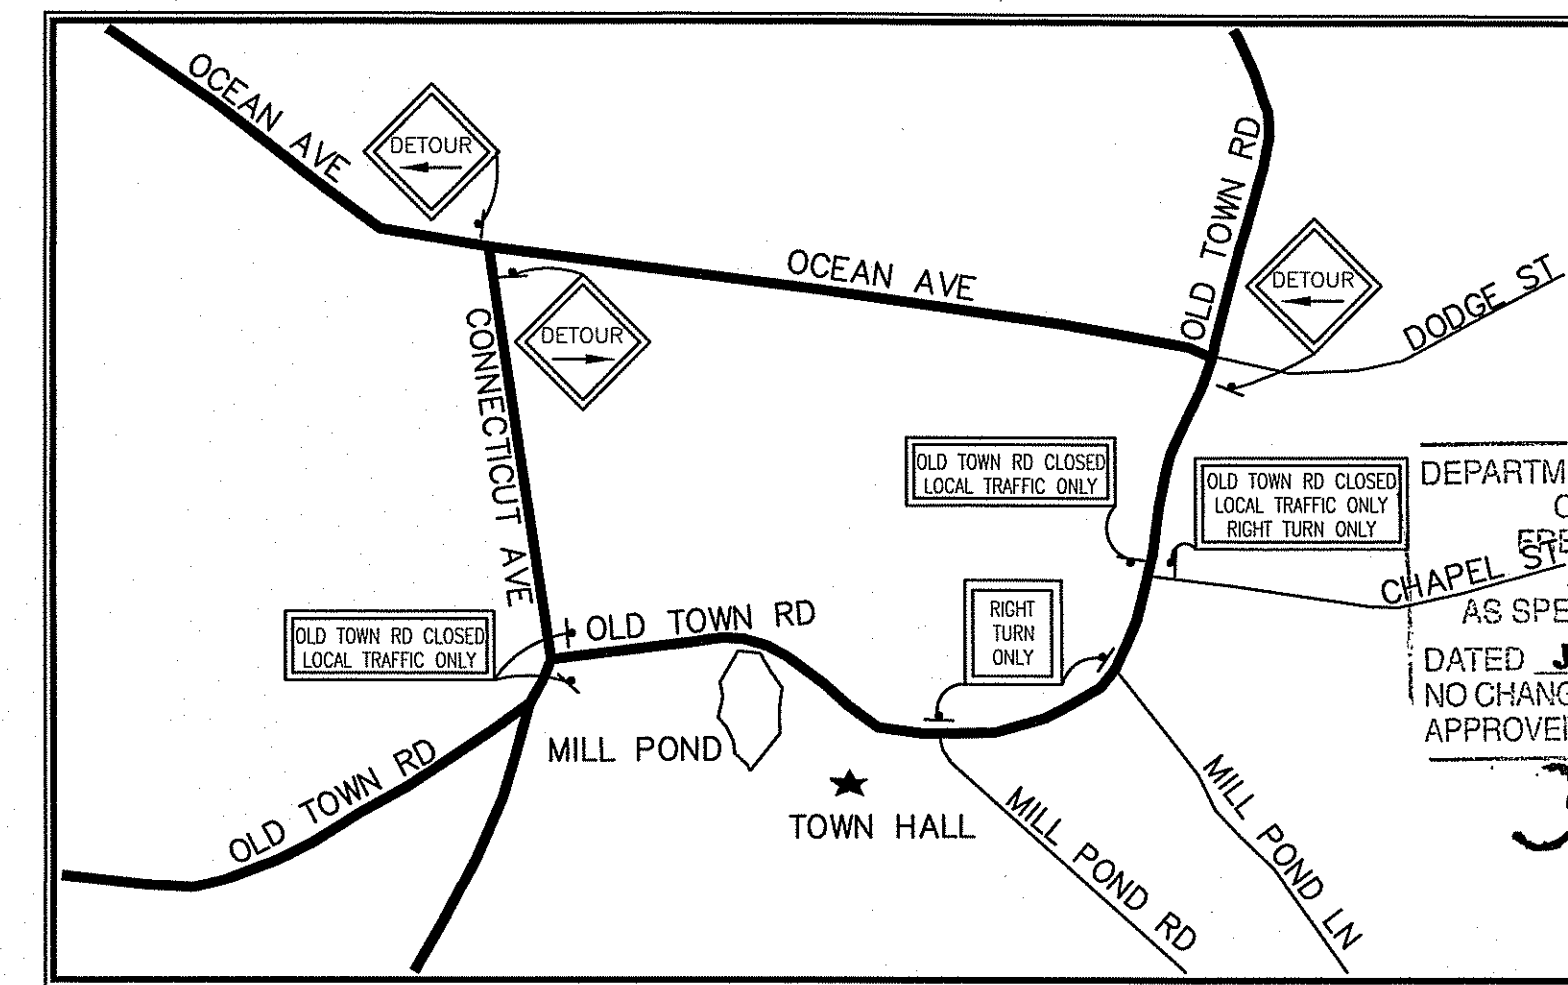 OCEAN AVE
DETOUR
OCEAN AVE
OLD TOWN RD
DETOUR
DODGE ST
DETOUR
CONNECTICUT AVE
OLD TOWN RD CLOSED
LOCAL TRAFFIC ONLY
OLD TOWN RD CLOSED
LOCAL TRAFFIC ONLY
RIGHT TURN ONLY
CHAPEL ST
DEPARTM
AS SPE
DATED
NO CHANG
APPROVE
OLD TOWN RD CLOSED
LOCAL TRAFFIC ONLY
OLD TOWN RD
RIGHT
TURN
ONLY
OLD TOWN RD
MILL POND
TOWN HALL
MILL POND RD
MILL POND LN